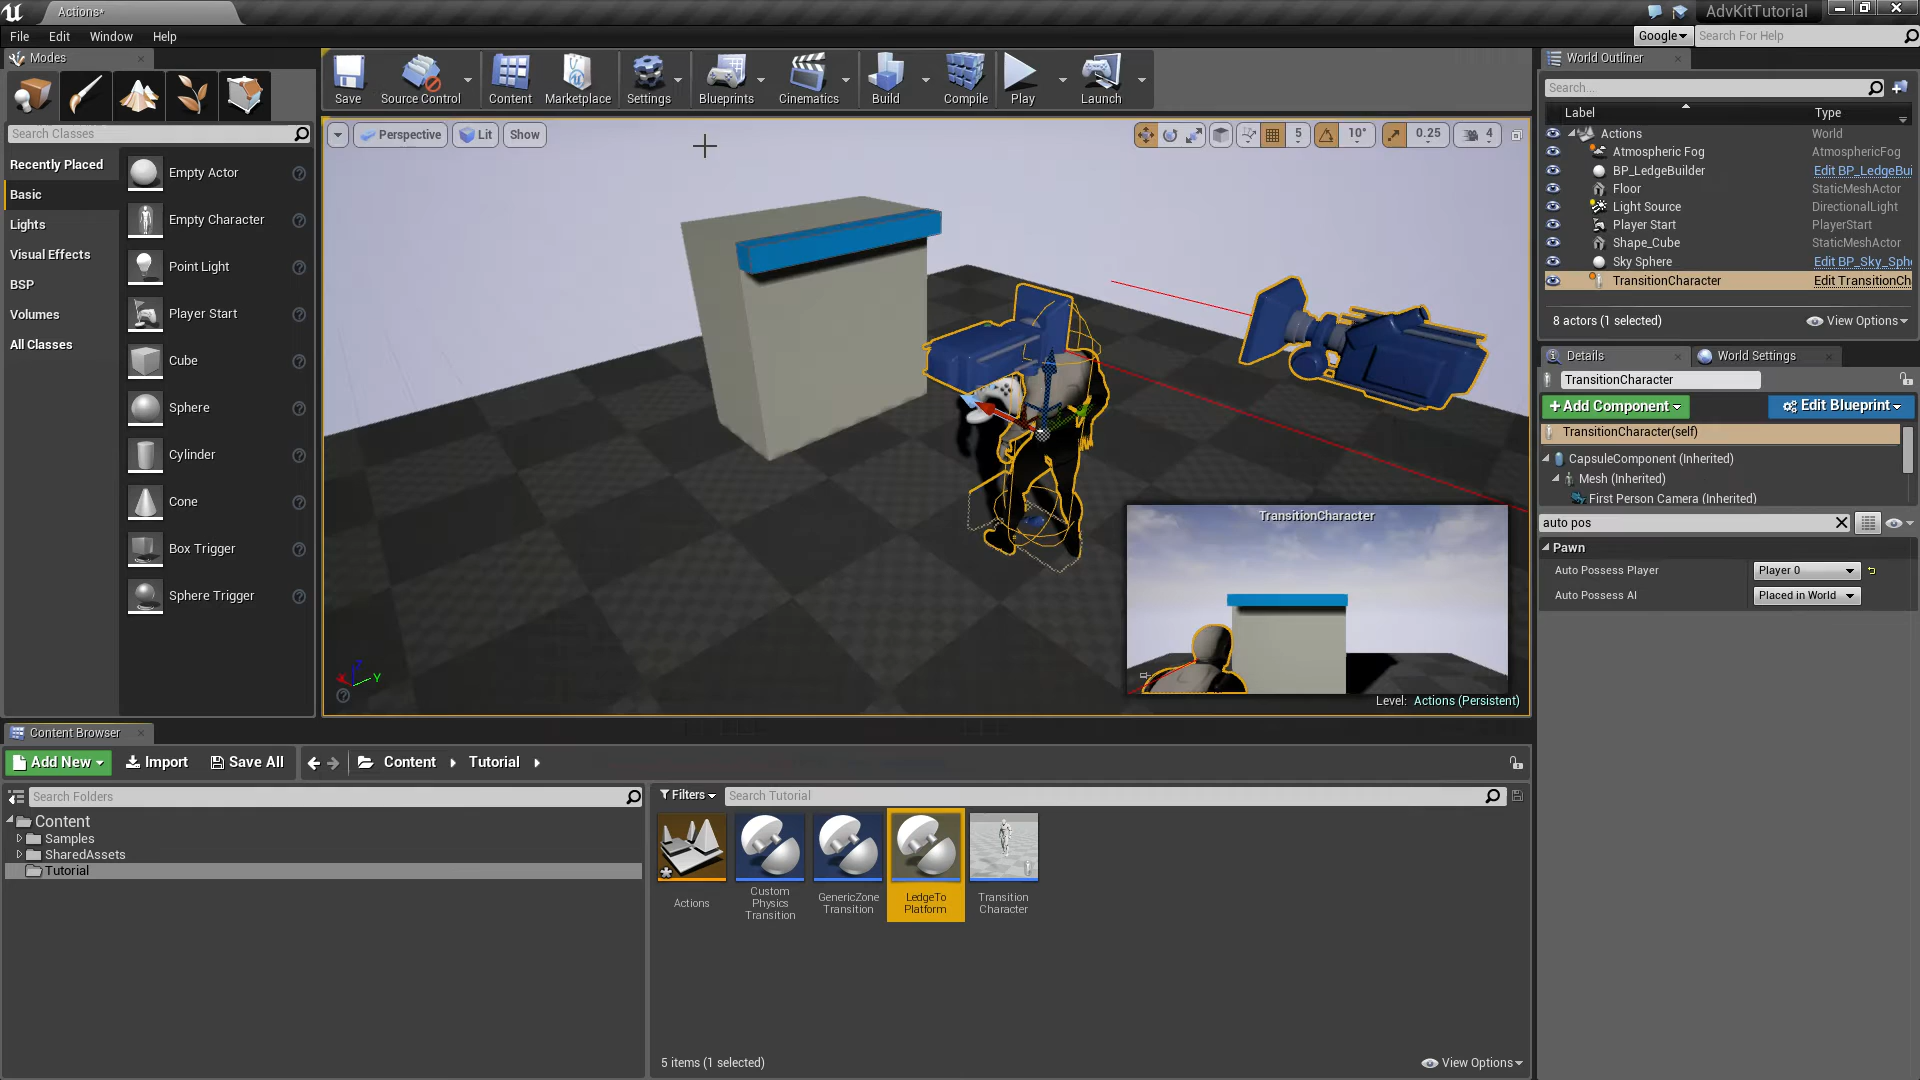 Actions*
AdvKitTutorial
File Edit Window Help
Google
Search For Help
Modes
Save
Source Control
Content
Marketplace
Settings
Blueprints
Cinematics
Build
Compile
Play
Launch
World Outliner
Search...
Label Type
Search Classes
Perspective Lit Show
5 10° 0.25 4
Recently Placed
Basic
Lights
Visual Effects
BSP
Volumes
All Classes
Empty Actor
Empty Character
Point Light
Player Start
Cube
Sphere
Cylinder
Cone
Box Trigger
Sphere Trigger
Actions World
Atmospheric Fog AtmosphericFog
BP_LedgeBuilder Edit BP_LedgeBui
Floor StaticMeshActor
Light Source DirectionalLight
Player Start PlayerStart
Shape_Cube StaticMeshActor
Sky Sphere Edit BP_Sky_Sph
TransitionCharacter Edit TransitionCh
8 actors (1 selected)
View Options
Details
World Settings
TransitionCharacter
+Add Component
Edit Blueprint
TransitionCharacter(self)
CapsuleComponent (Inherited)
Mesh (Inherited)
First Person Camera (Inherited)
auto pos
Pawn
Auto Possess Player Player 0
Auto Possess AI Placed in World
TransitionCharacter
X Z Y
Level: Actions (Persistent)
Content Browser
Add New Import Save All Content Tutorial
Search Folders
Filters
Search Tutorial
Content
Samples
SharedAssets
Tutorial
Actions
Custom
Physics
Transition
GenericZone
Transition
LedgeTo
Platform
Transition
Character
5 items (1 selected)
View Options